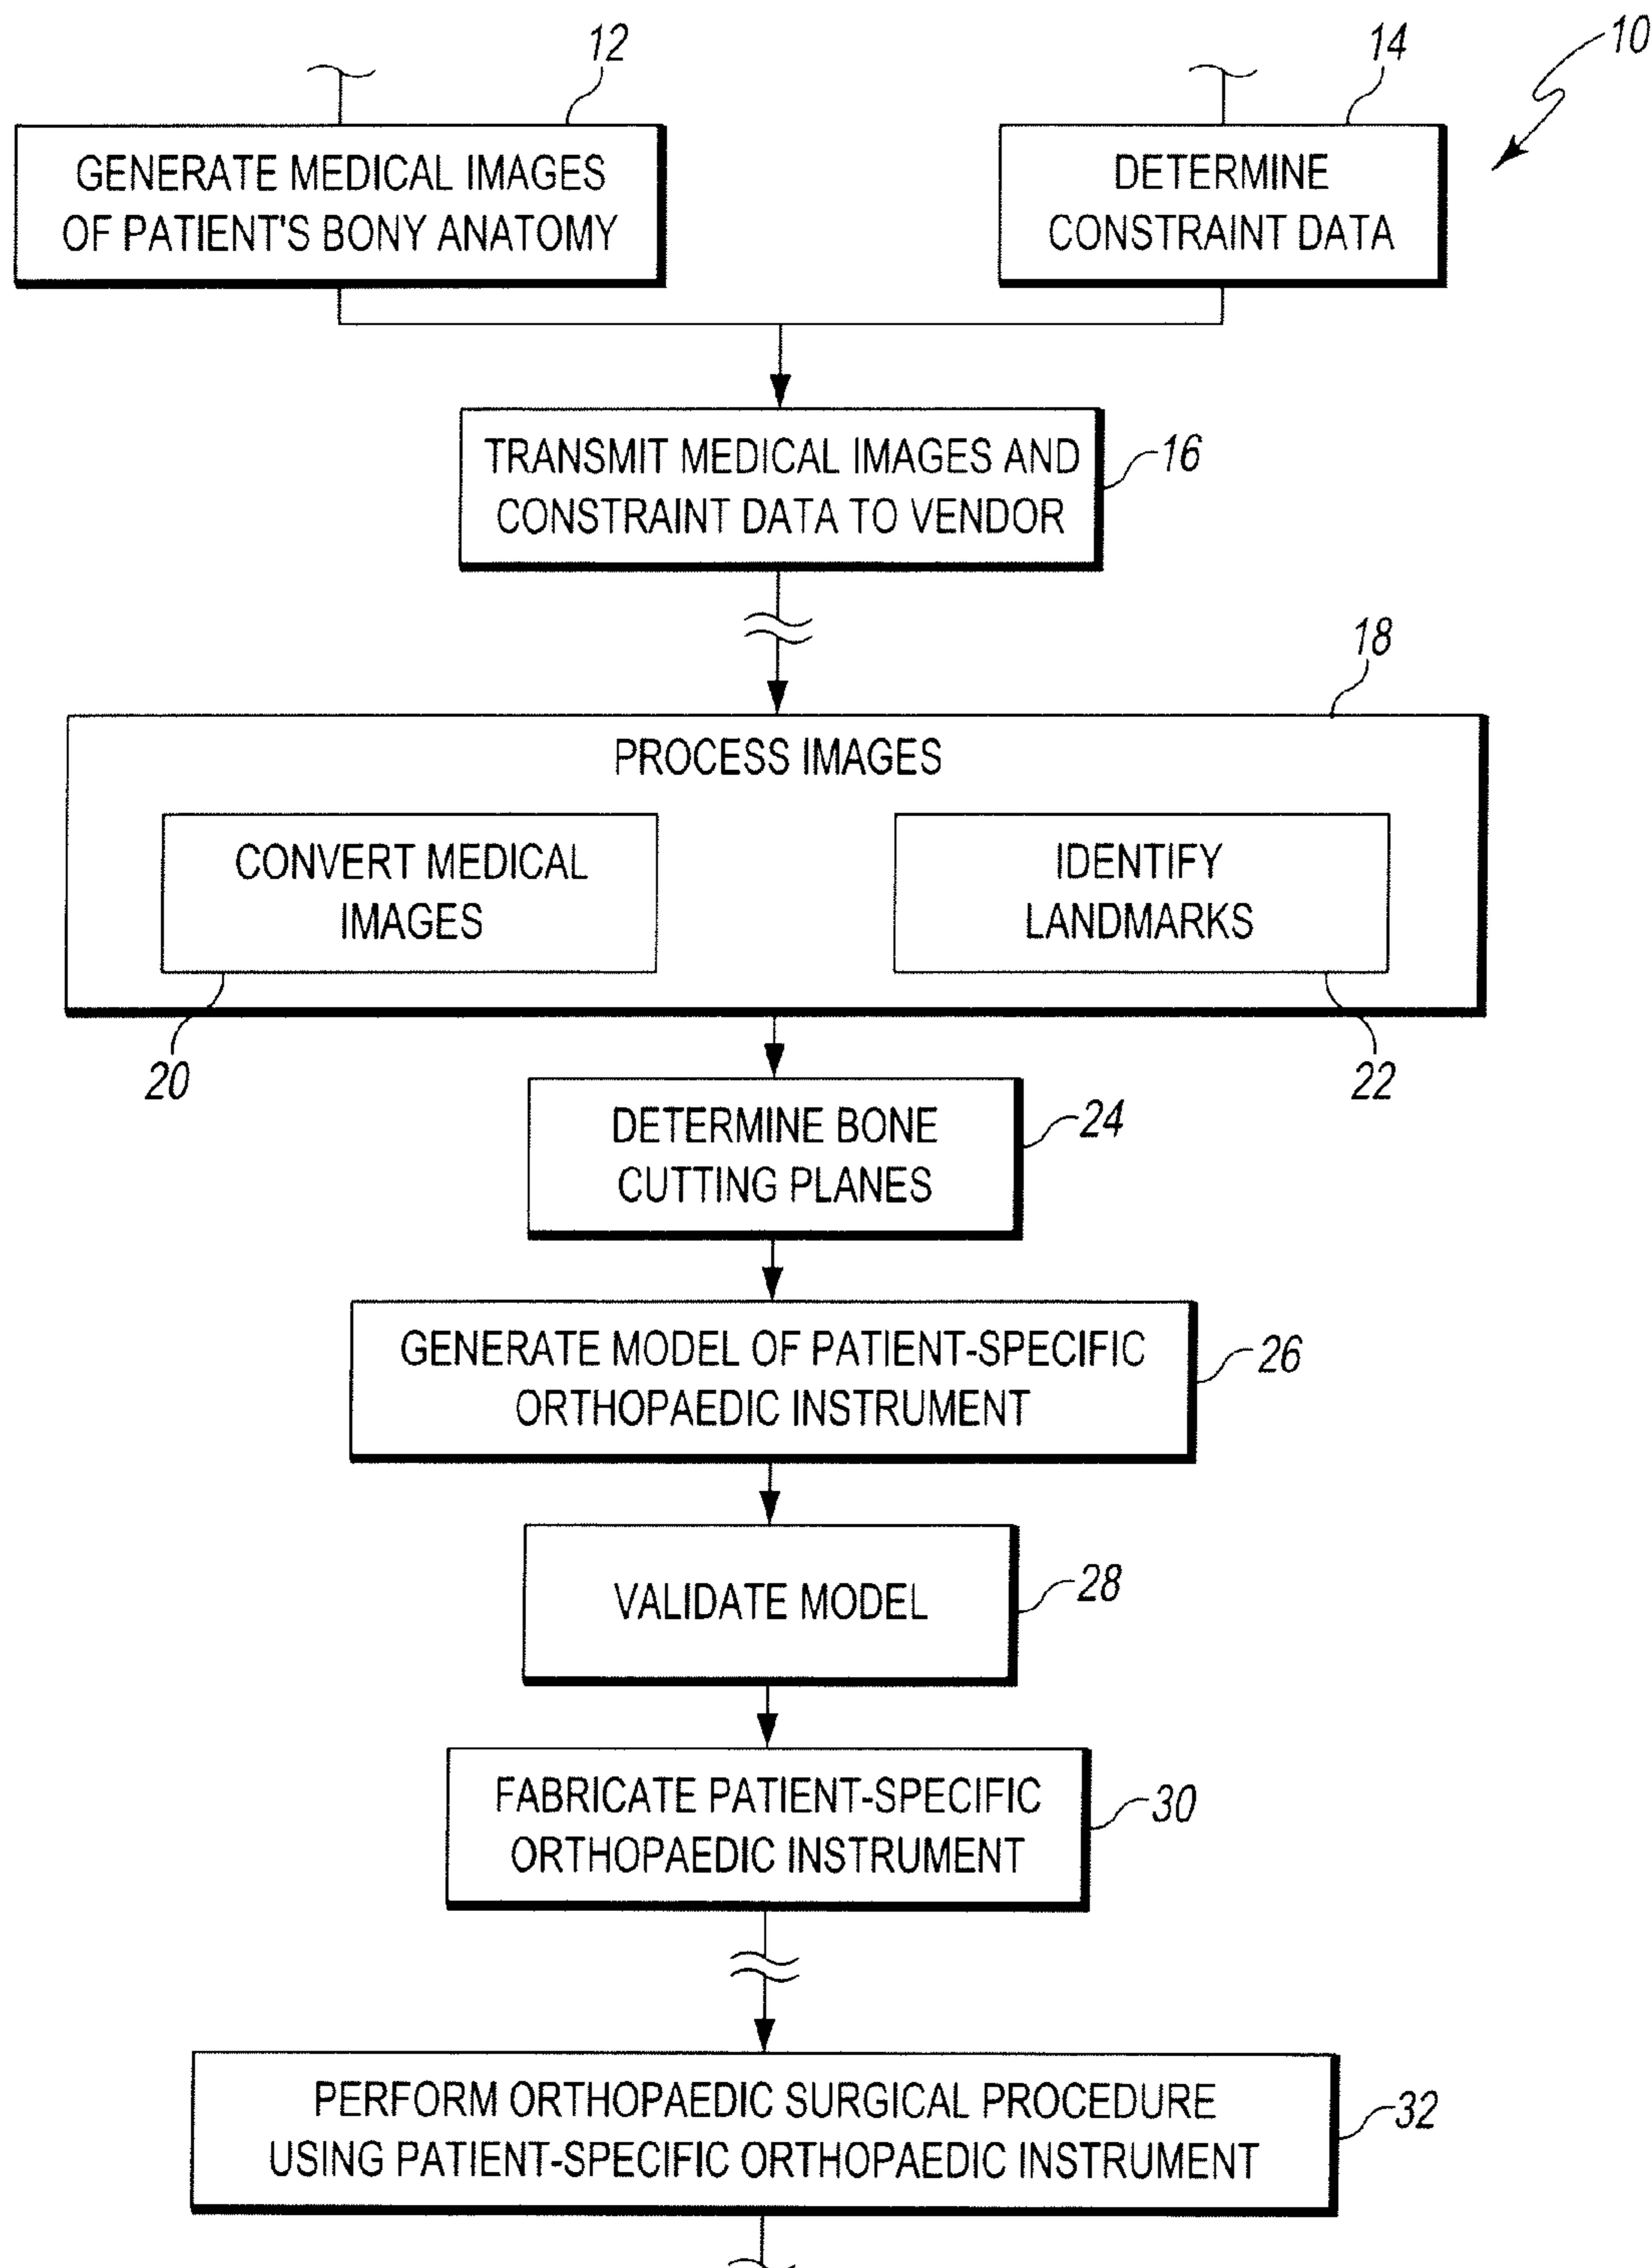 10
12
14
GENERATE MEDICAL IMAGES
OF PATIENT'S BONY ANATOMY
DETERMINE
CONSTRAINT DATA
TRANSMIT MEDICAL IMAGES AND
CONSTRAINT DATA TO VENDOR
16
18
PROCESS IMAGES
CONVERT MEDICAL
IMAGES
IDENTIFY
LANDMARKS
20
22
DETERMINE BONE
CUTTING PLANES
24
GENERATE MODEL OF PATIENT-SPECIFIC
ORTHOPAEDIC INSTRUMENT
26
VALIDATE MODEL
28
FABRICATE PATIENT-SPECIFIC
ORTHOPAEDIC INSTRUMENT
30
PERFORM ORTHOPAEDIC SURGICAL PROCEDURE
USING PATIENT-SPECIFIC ORTHOPAEDIC INSTRUMENT
32